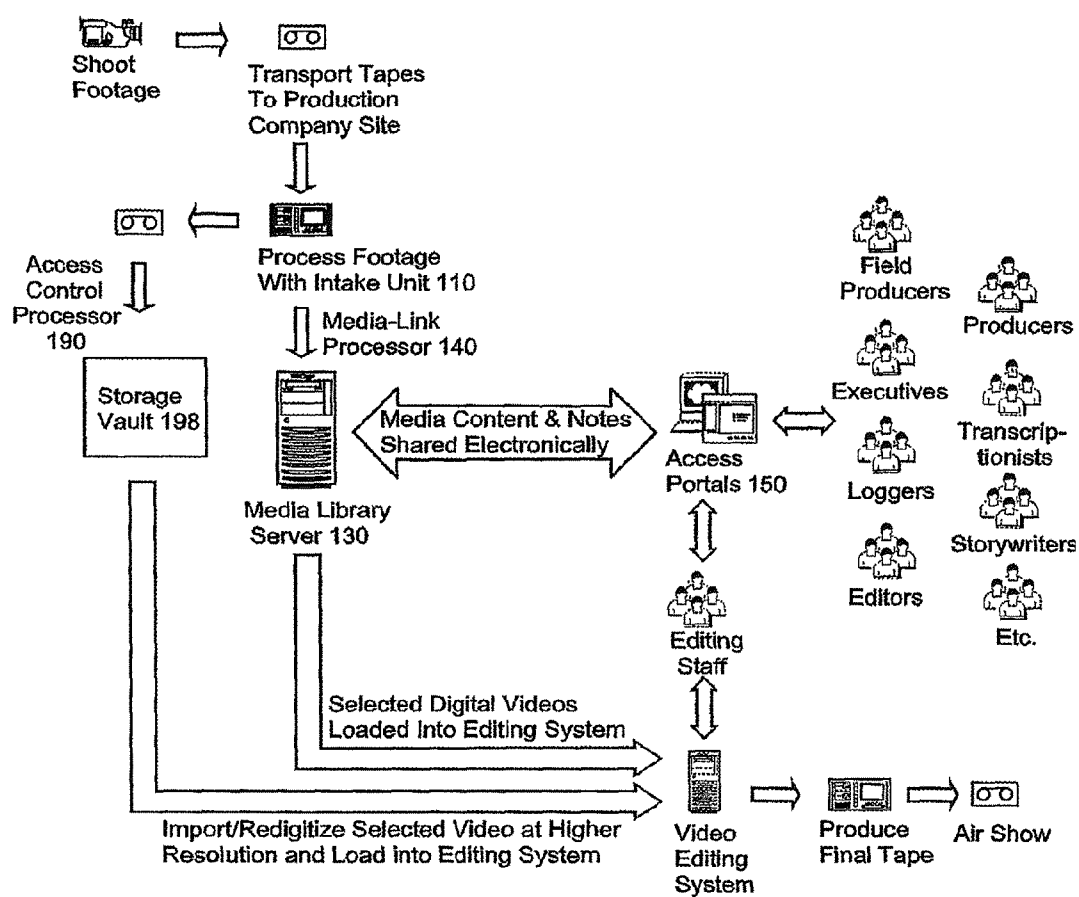 Shoot
Footage
Transport Tapes
To Production
Company Site
Process Footage
With Intake Unit 110
Access
Control
Processor
190
Media-Link
Processor 140
Storage
Vault 198
Media Content & Notes
Shared Electronically
Media Library
Server 130
Access
Portals 150
Field
Producers
Producers
Executives
Transcrip-
tionists
Loggers
Storywriters
Editors
Etc.
Editing
Staff
Selected Digital Videos
Loaded Into Editing System
Import/Redigitize Selected Video at Higher
Resolution and Load into Editing System
Video
Editing
System
Produce
Final Tape
Air Show